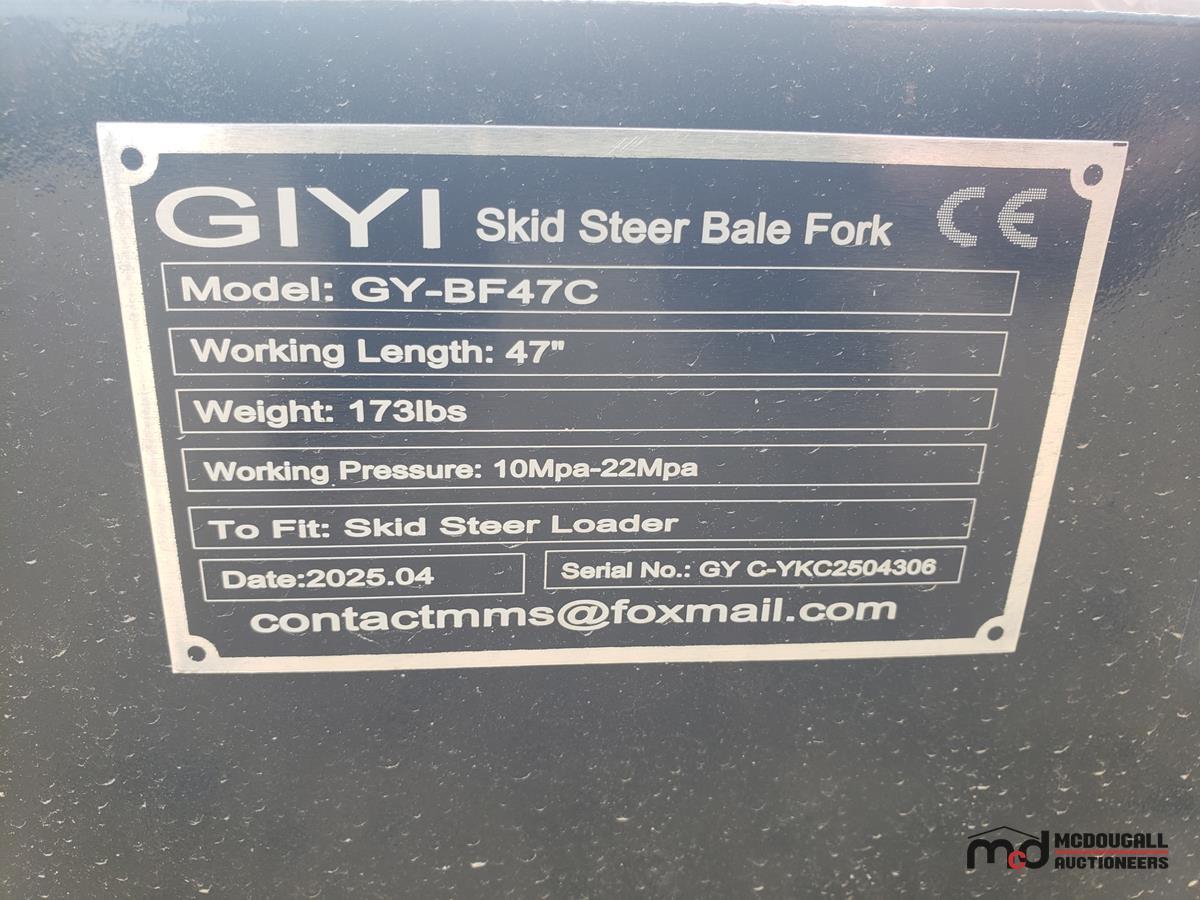 GIYI Skid Steer Bale Fork CE
Model: GY-BF47C
Working Length: 47"
Weight: 173lbs
Working Pressure: 10Mpa-22Mpa
To Fit: Skid Steer Loader
Date:2025.04 Serial No.: GY C-YKC2504306
contactmms@foxmail.com
mcd MCDOUGALL
AUCTIONEERS